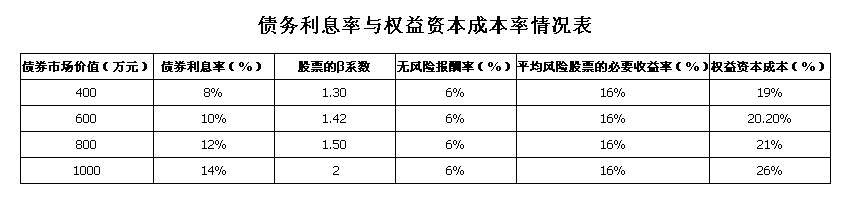 债务利息率与权益资本成本率情况表
债券市场价值（万元） 债券利息率（%） 股票的β系数 无风险报酬率（%） 平均风险股票的必要收益率（%） 权益资本成本（%）
400 8% 1.30 6% 16% 19%
600 10% 1.42 6% 16% 20.20%
800 12% 1.50 6% 16% 21%
1000 14% 2 6% 16% 26%